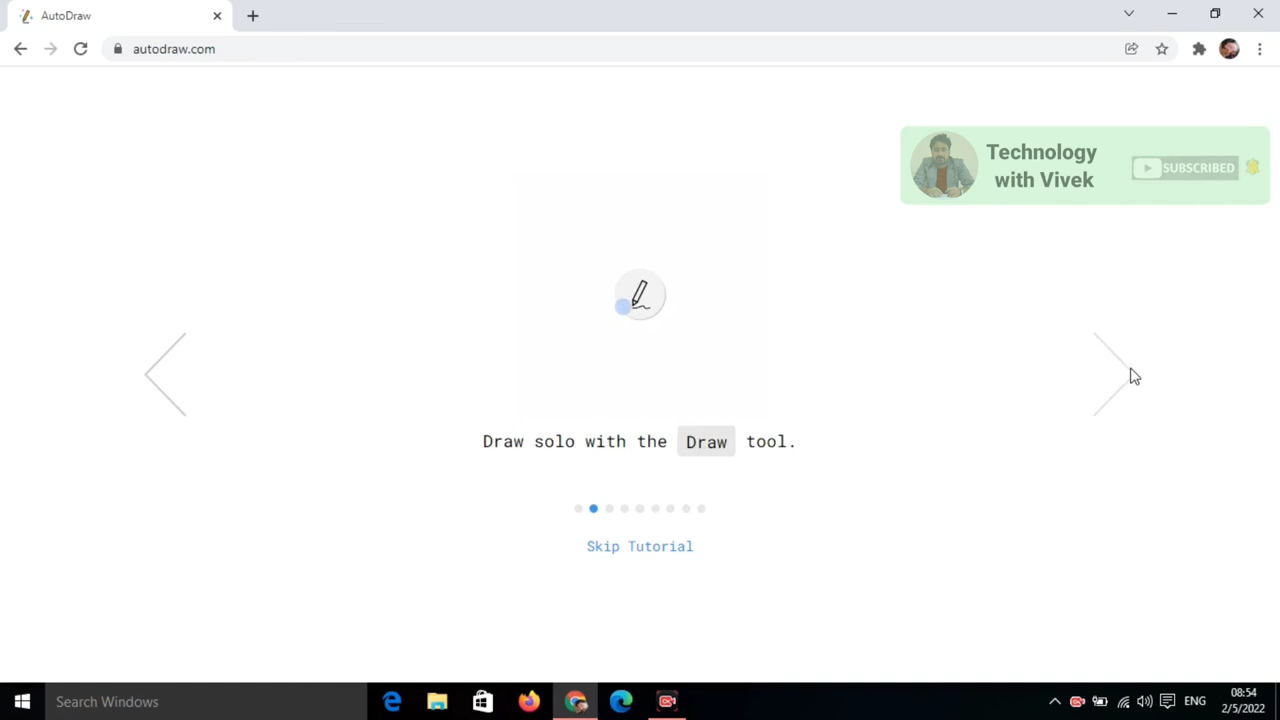 AutoDraw
autodraw.com
Technology
with Vivek
SUBSCRIBED
Draw solo with the Draw tool.
Skip Tutorial
Search Windows
ENG
08:54
2/5/2022